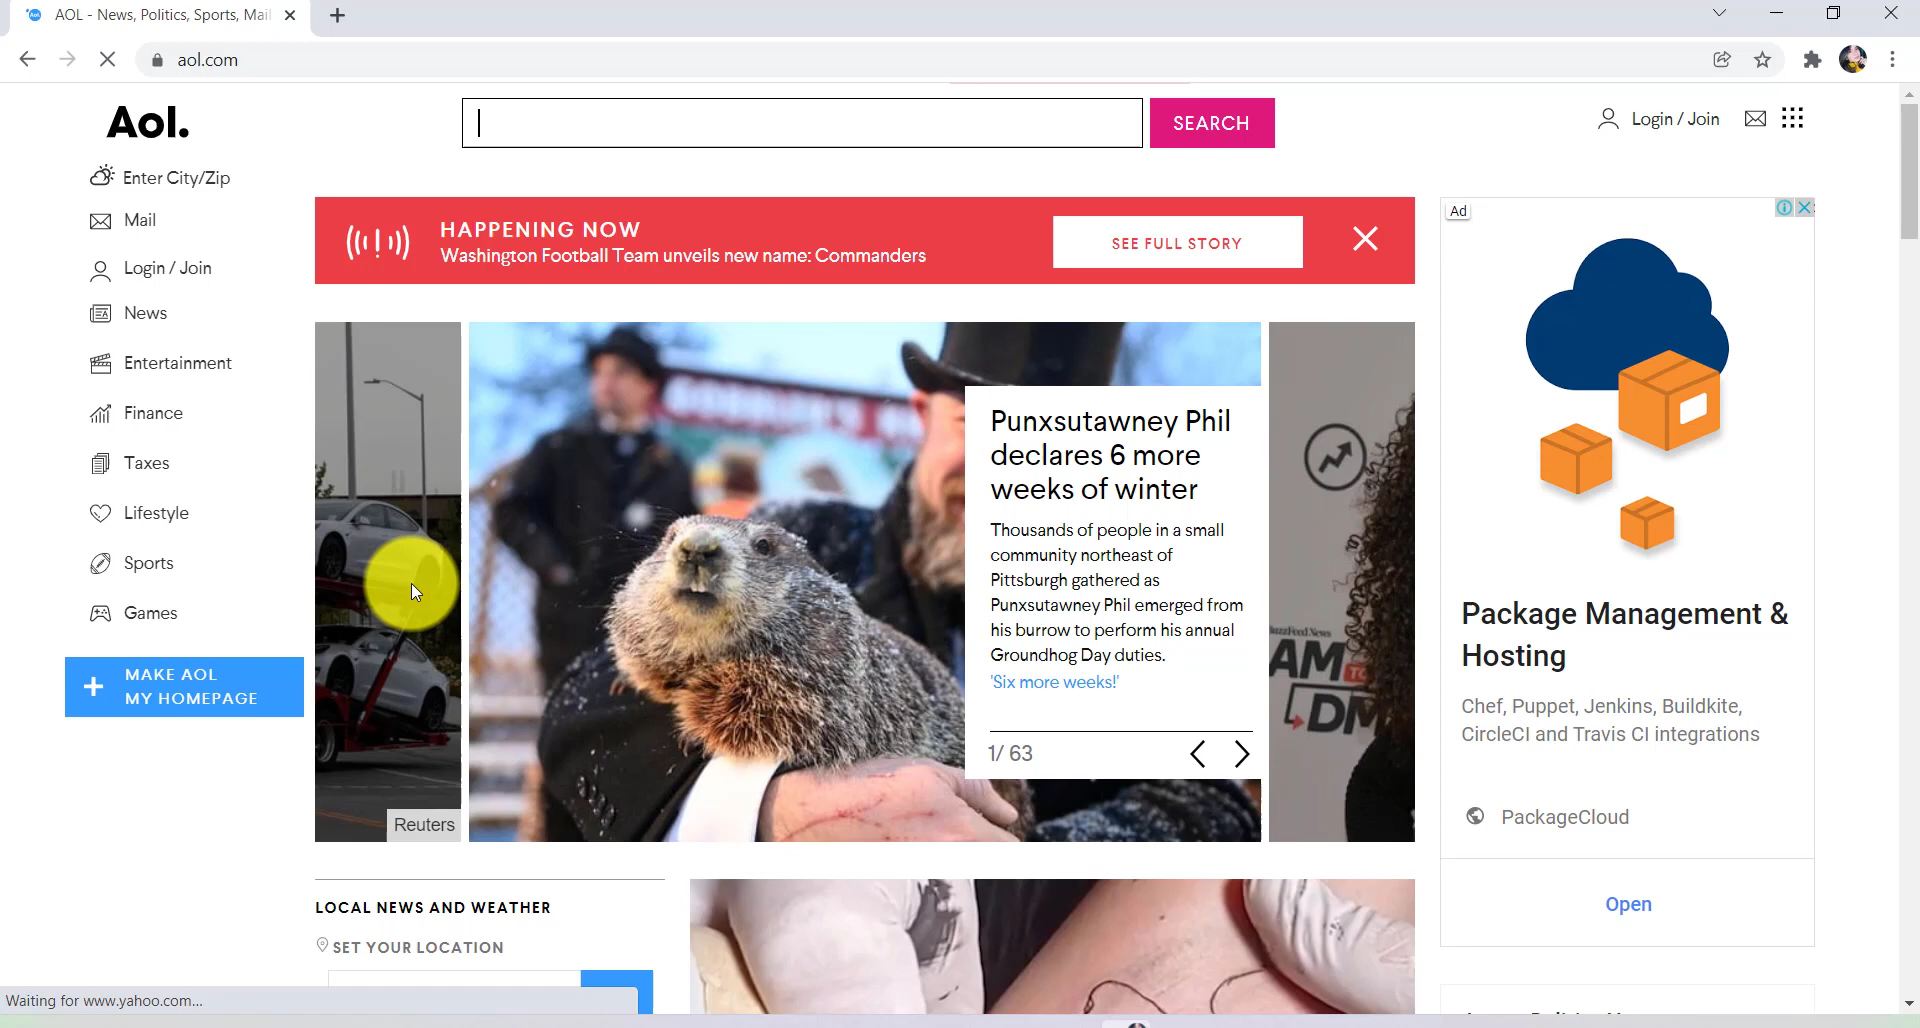 AOL - News, Politics, Sports, Mail
aol.com
Aol.
SEARCH
Login / Join
Enter City/Zip
Mail
Login / Join
News
Entertainment
Finance
Taxes
Lifestyle
Sports
Games
MAKE AOL
MY HOMEPAGE
HAPPENING NOW
Washington Football Team unveils new name: Commanders
SEE FULL STORY
Reuters
Punxsutawney Phil
declares 6 more
weeks of winter
Thousands of people in a small
community northeast of
Pittsburgh gathered as
Punxsutawney Phil emerged from
his burrow to perform his annual
Groundhog Day duties.
'Six more weeks!'
1/ 63
BuzzFeed News
AM TO
DM
Ad
Package Management &
Hosting
Chef, Puppet, Jenkins, Buildkite,
CircleCI and Travis CI integrations
PackageCloud
Open
LOCAL NEWS AND WEATHER
SET YOUR LOCATION
Waiting for www.yahoo.com...